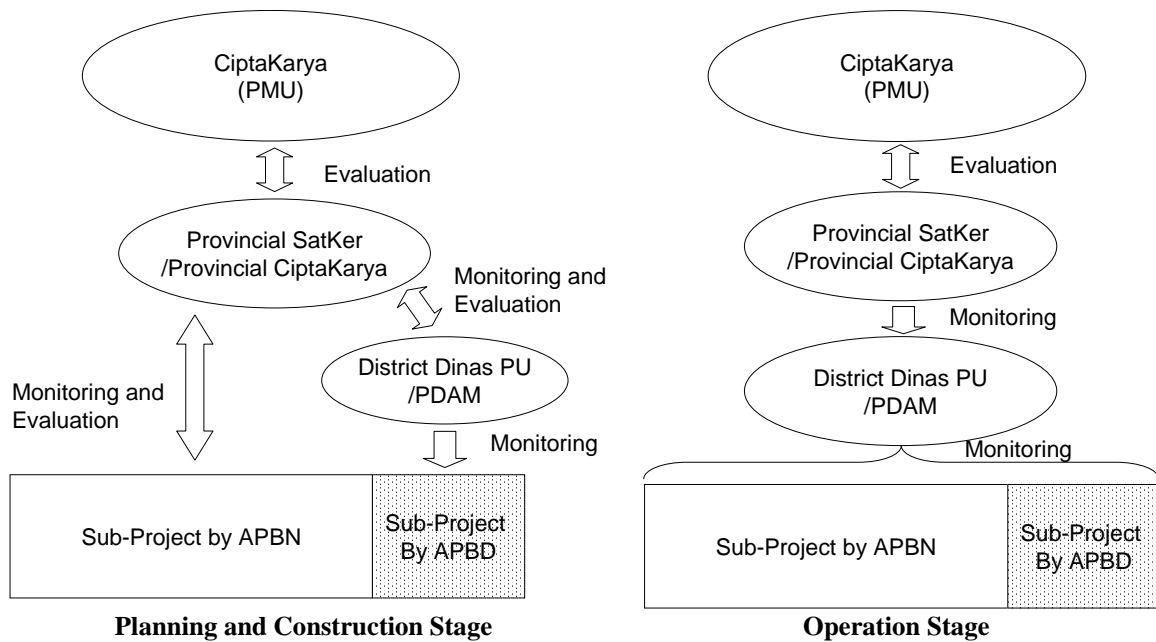 CiptaKarya
(PMU)
Evaluation
Provincial SatKer
/Provincial CiptaKarya
Monitoring and
Evaluation
District Dinas PU
/PDAM
Monitoring and
Evaluation
Monitoring
Sub-Project by APBN
Sub-Project
By APBD
Planning and Construction Stage
CiptaKarya
(PMU)
Evaluation
Provincial SatKer
/Provincial CiptaKarya
Monitoring
District Dinas PU
/PDAM
Monitoring
Sub-Project by APBN
Sub-Project
By APBD
Operation Stage